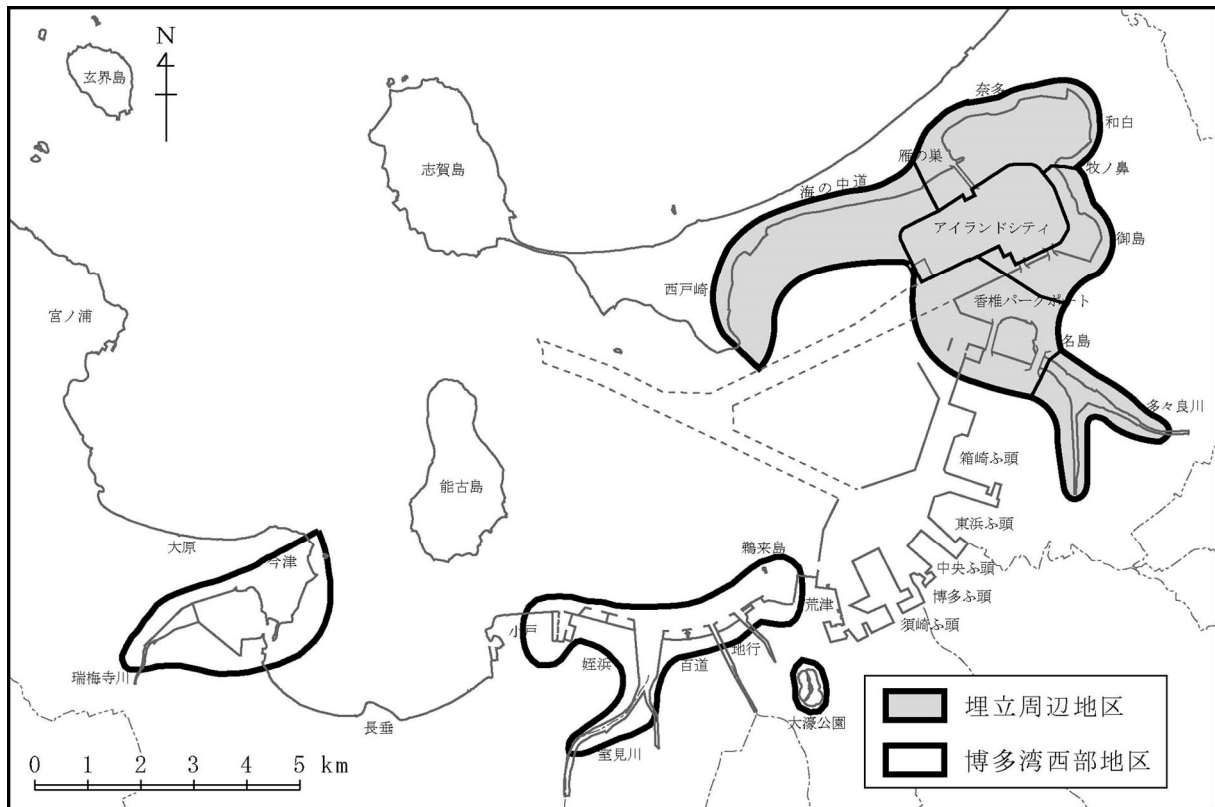 玄界島
N
志賀島
奈多
和白
雁の巣
牧ノ鼻
海の中道
アイランドシティ
御島
西戸崎
香椎パークポート
宮ノ浦
名島
多々良川
箱崎ふ頭
能古島
東浜ふ頭
大原
今津
鵜来島
中央ふ頭
荒津
博多ふ頭
須崎ふ頭
小戸
姪浜
百道
地行
瑞梅寺川
長垂
大濠公園
室見川
埋立周辺地区
博多湾西部地区
0 1 2 3 4 5 km